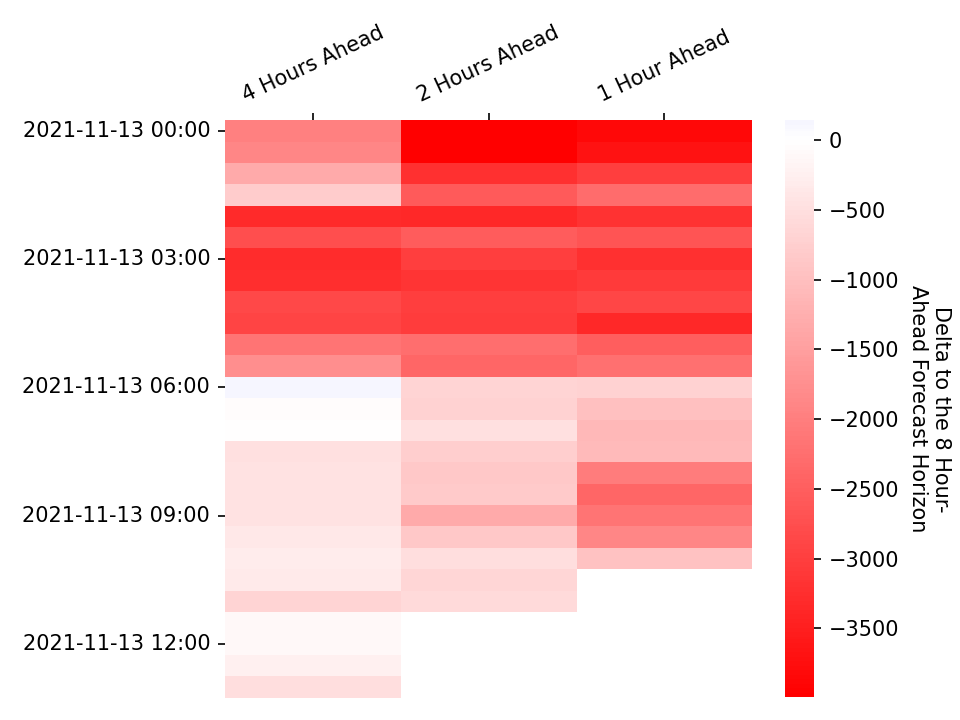 4 Hours Ahead
2 Hours Ahead
1 Hour Ahead
2021-11-13 00:00
2021-11-13 03:00
2021-11-13 06:00
2021-11-13 09:00
2021-11-13 12:00
0
−500
−1000
−1500
−2000
−2500
−3000
−3500
Delta to the 8 Hour-
Ahead Forecast Horizon